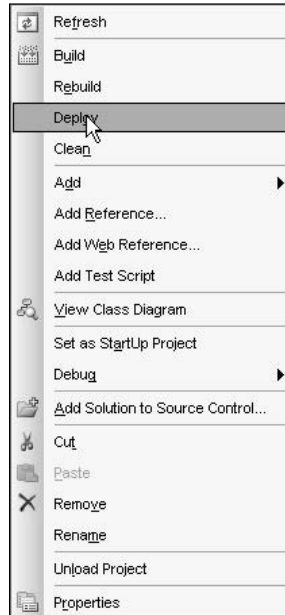 Refresh
Build
Rebuild
Deploy
Clean
Add
Add Reference...
Add Web Reference...
Add Test Script
View Class Diagram
Set as StartUp Project
Debug
Add Solution to Source Control...
Cut
Paste
Remove
Rename
Unload Project
Properties